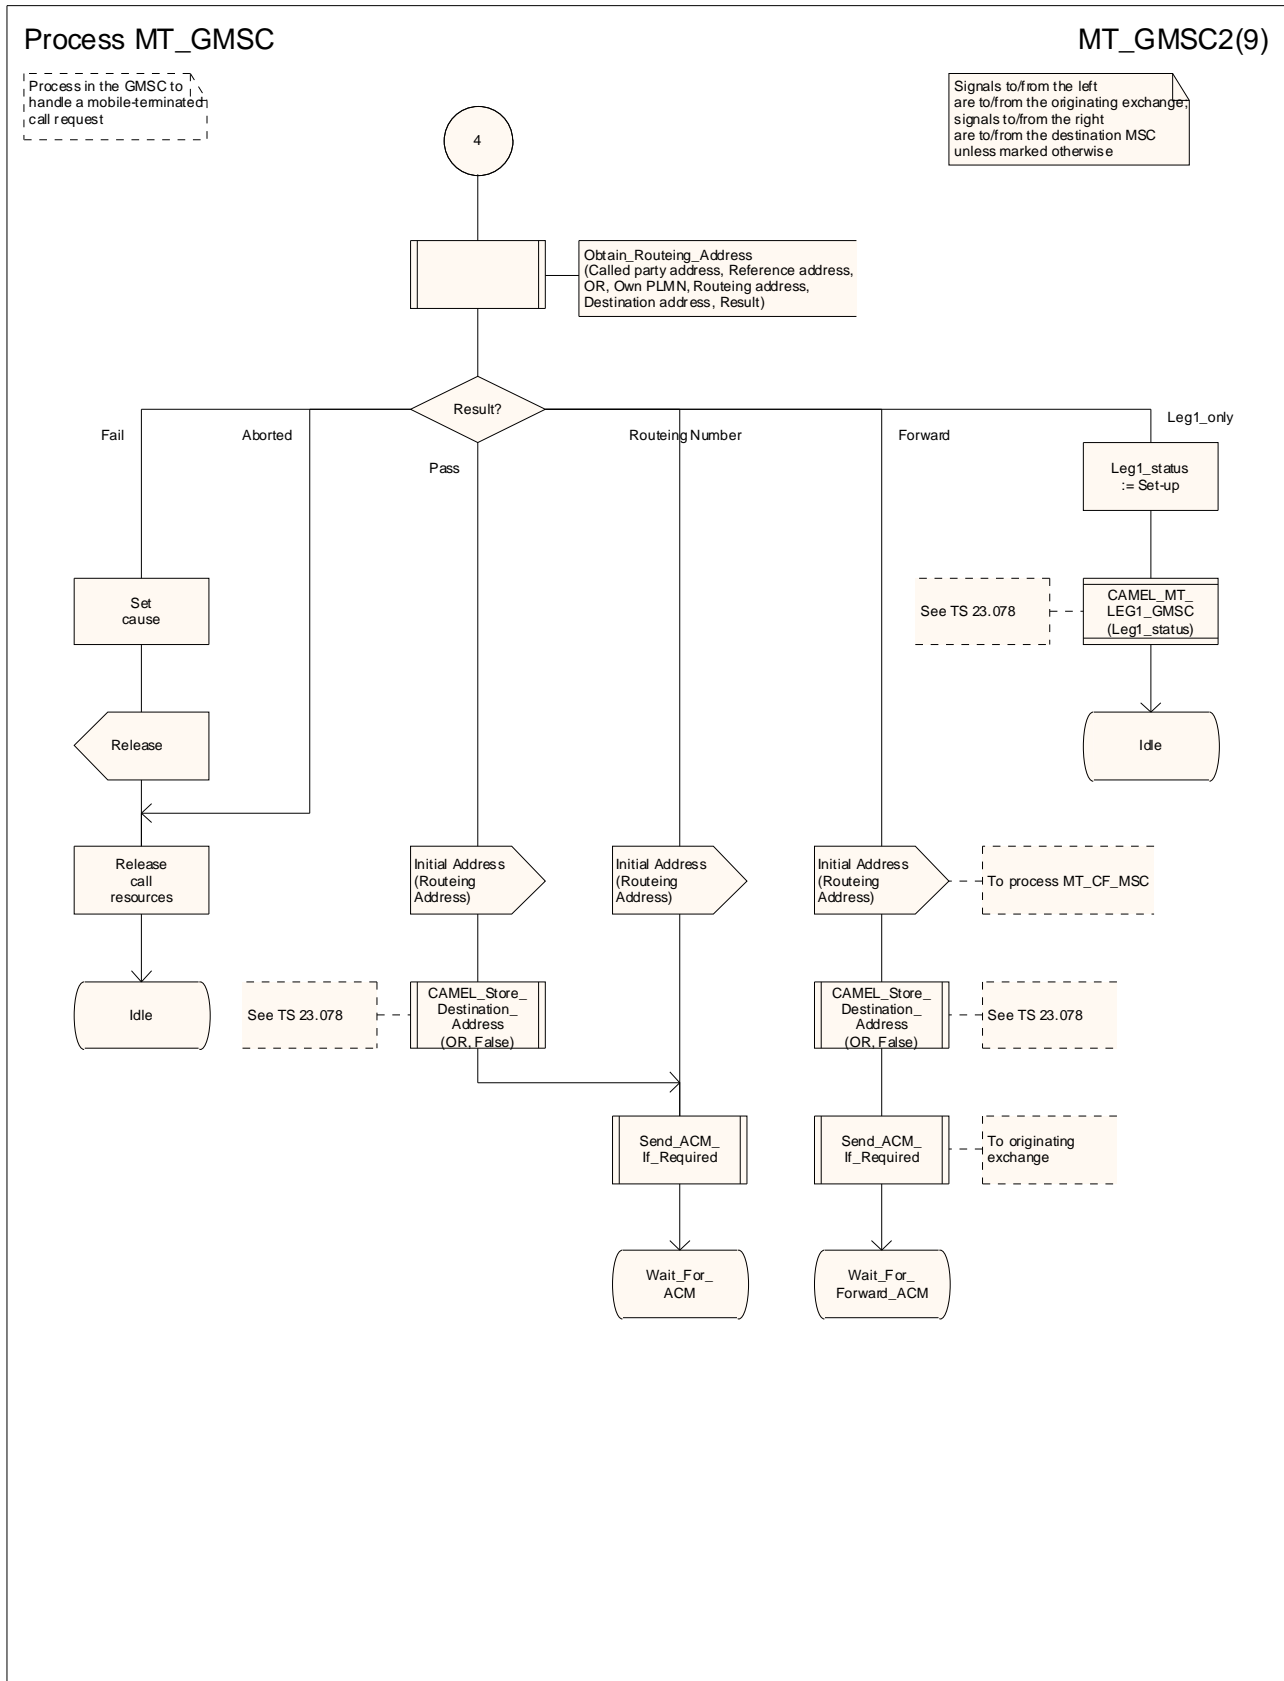 Process MT_GMSC
MT_GMSC2(9)
Process in the GMSC to
handle a mobile-terminated
call request
Signals to/from the left
are to/from the originating exchange;
signals to/from the right
are to/from the destination MSC
unless marked otherwise
4
Obtain_Routeing_Address
(Called party address, Reference address,
OR, Own PLMN, Routeing address,
Destination address, Result)
Result?
Fail
Aborted
Pass
Routeing Number
Forward
Leg1_only
Leg1_status
:= Set-up
Set
cause
See TS 23.078
CAMEL_MT_
LEG1_GMSC
(Leg1_status)
Release
Idle
Release
call
resources
Initial Address
(Routeing
Address)
Initial Address
(Routeing
Address)
Initial Address
(Routeing
Address)
To process MT_CF_MSC
Idle
See TS 23.078
CAMEL_Store_
Destination_
Address
(OR, False)
CAMEL_Store_
Destination_
Address
(OR, False)
See TS 23.078
Send_ACM_
If_Required
Send_ACM_
If_Required
To originating
exchange
Wait_For_
ACM
Wait_For_
Forward_ACM